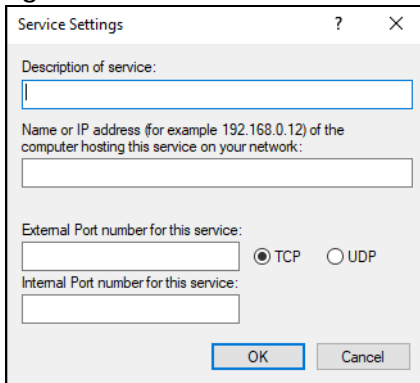 Service Settings ?
Description of service:
Name or IP address (for example 192.168.0.12) of the
computer hosting this service on your network:
External Port number for this service:
TCP UDP
Internal Port number for this service:
OK Cancel